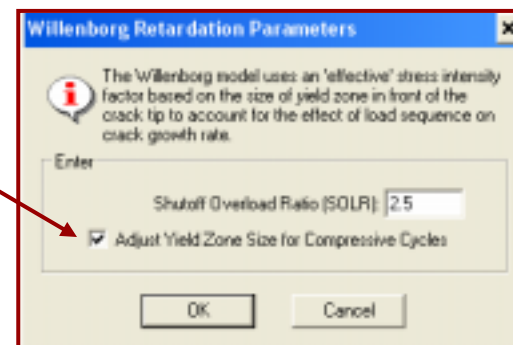 Willenborg Retardation Parameters
The Willenborg model uses an 'effective' stress intensity
factor based on the size of yield zone in front of the
crack tip to account for the effect of load sequence on
crack growth rate.
Enter
Shutoff Overload Ratio (SOLR): 2.5
Adjust Yield Zone Size for Compressive Cycles
OK Cancel